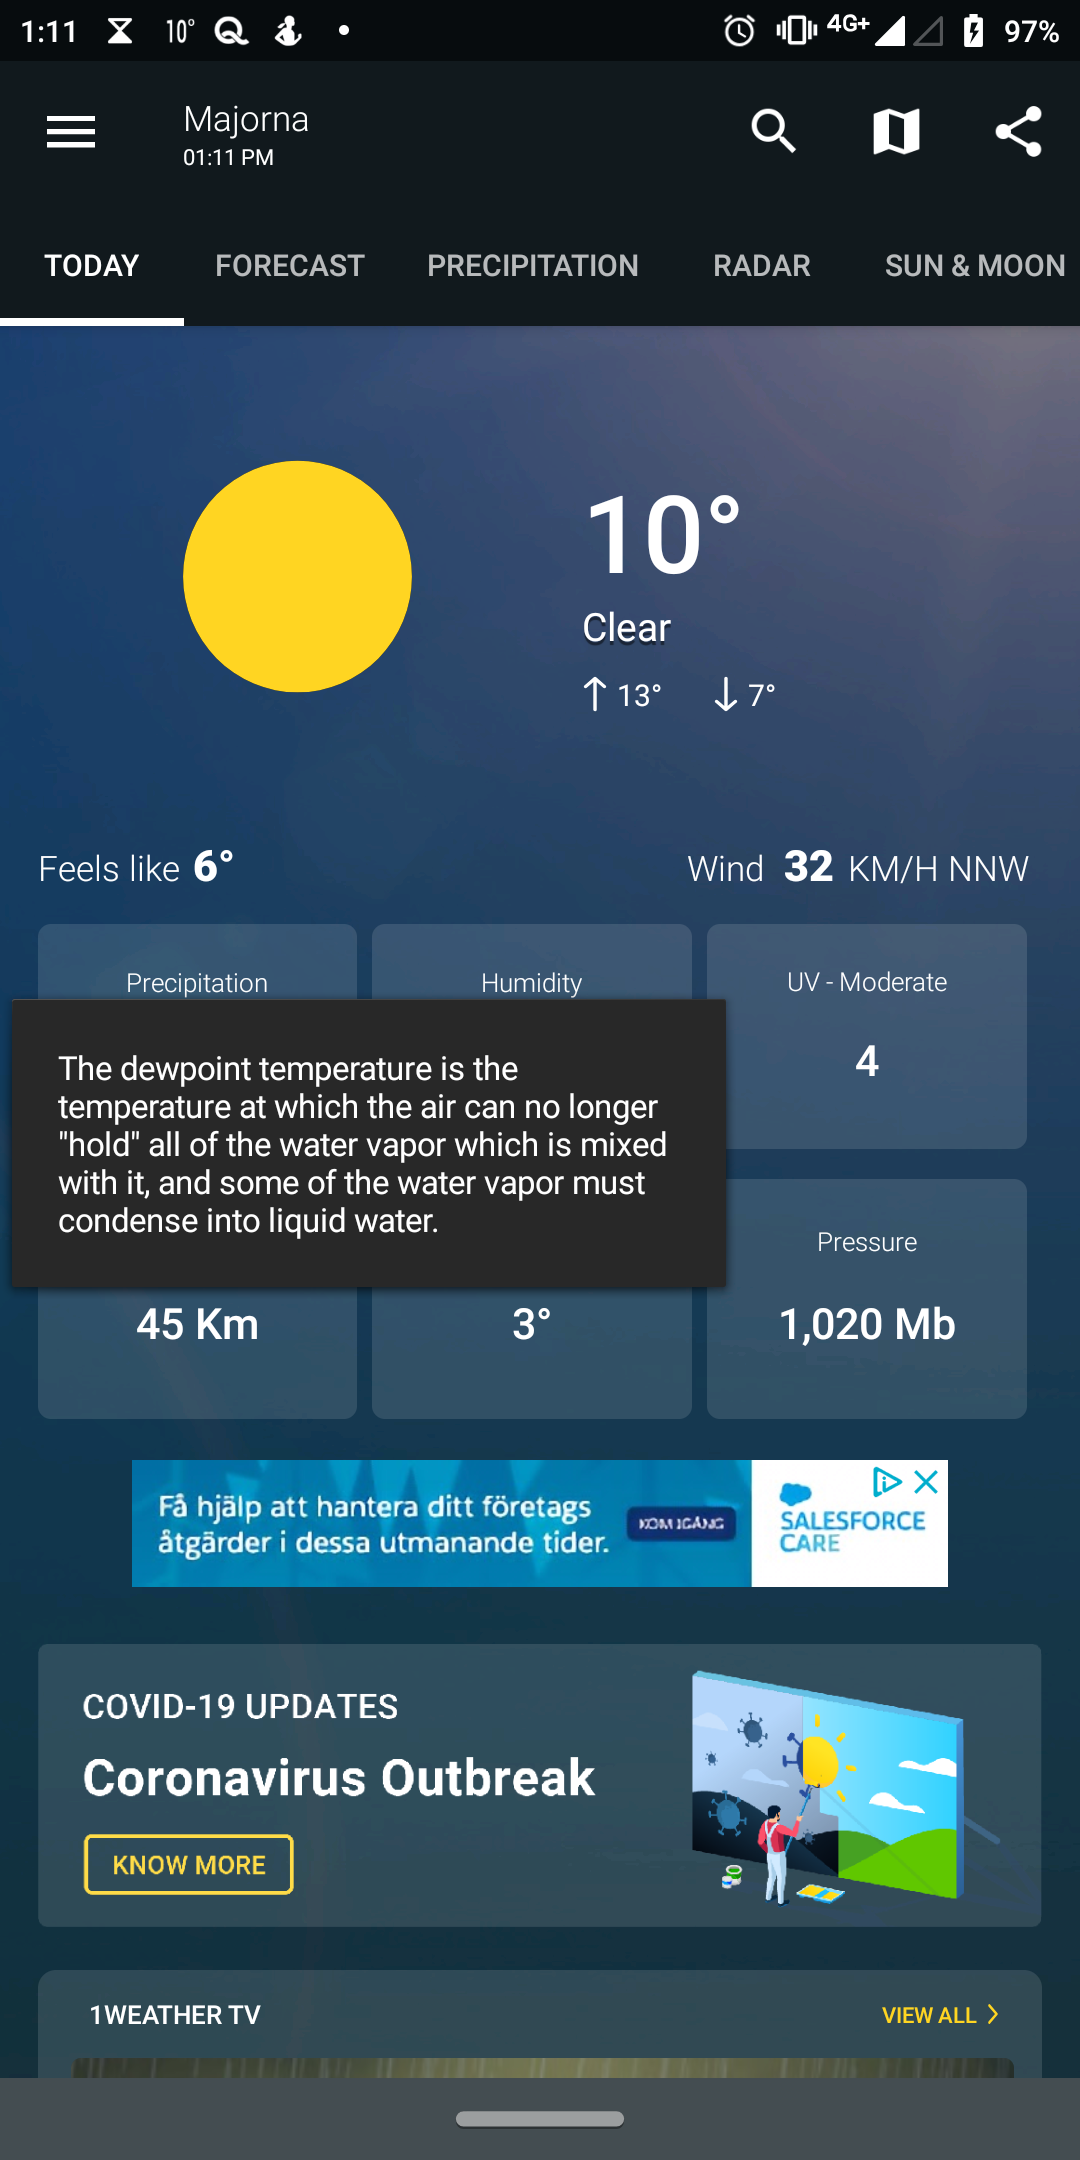 1:11 10° 4G+ 97%
Majorna
01:11 PM
TODAY FORECAST PRECIPITATION RADAR SUN & MOON
10°
Clear
13° 7°
Feels like 6° Wind 32 KM/H NNW
Precipitation Humidity UV - Moderate
4
The dewpoint temperature is the
temperature at which the air can no longer
"hold" all of the water vapor which is mixed
with it, and some of the water vapor must
condense into liquid water.
Pressure
45 Km 3° 1,020 Mb
Få hjälp att hantera ditt företags
åtgärder i dessa utmanande tider.
KOM IGÅNG
SALESFORCE
CARE
COVID-19 UPDATES
Coronavirus Outbreak
KNOW MORE
1WEATHER TV VIEW ALL